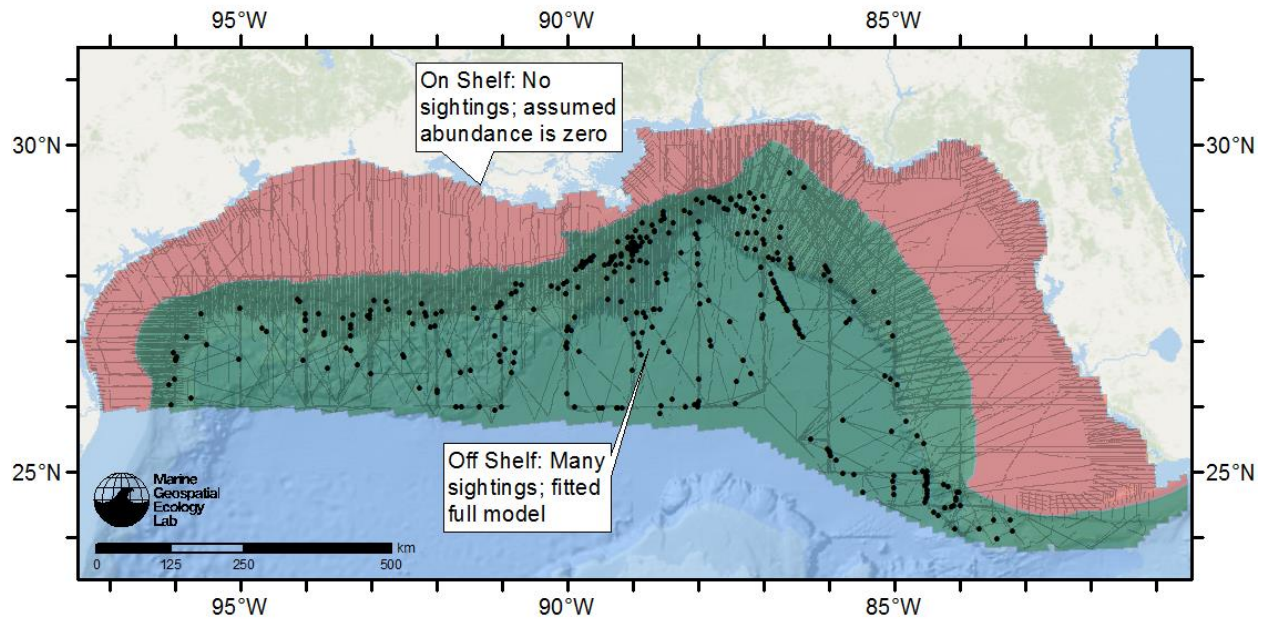 95°W 90°W 85°W
On Shelf: No
sightings; assumed
abundance is zero
30°N 30°N
Off Shelf: Many
sightings; fitted
full model
25°N 25°N
Marine
Geospatial
Ecology
Lab
km
0 125 250 500
95°W 90°W 85°W